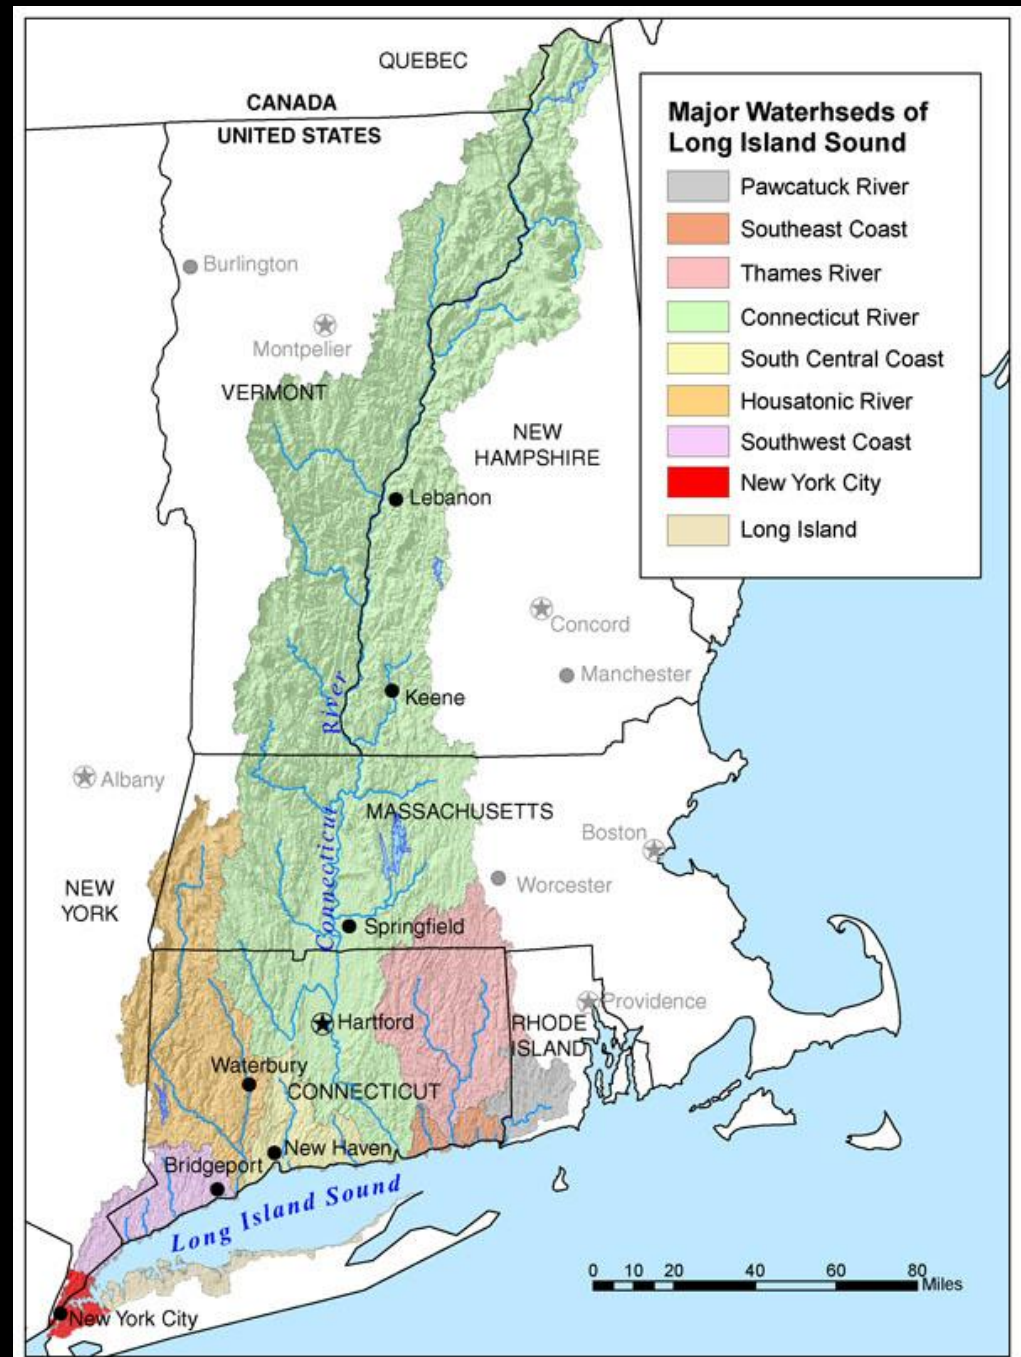 QUEBEC
CANADA
UNITED STATES
Major Waterhseds of
Long Island Sound
Pawcatuck River
Southeast Coast
Thames River
Connecticut River
South Central Coast
Housatonic River
Southwest Coast
New York City
Long Island
Burlington
Montpelier
VERMONT
NEW
HAMPSHIRE
Lebanon
Concord
Manchester
Keene
Connecticut River
Albany
MASSACHUSETTS
Boston
NEW
YORK
Worcester
Springfield
Providence
Hartford
RHODE
ISLAND
Waterbury
CONNECTICUT
New Haven
Bridgeport
Long Island Sound
0 10 20 40 60 80
Miles
New York City